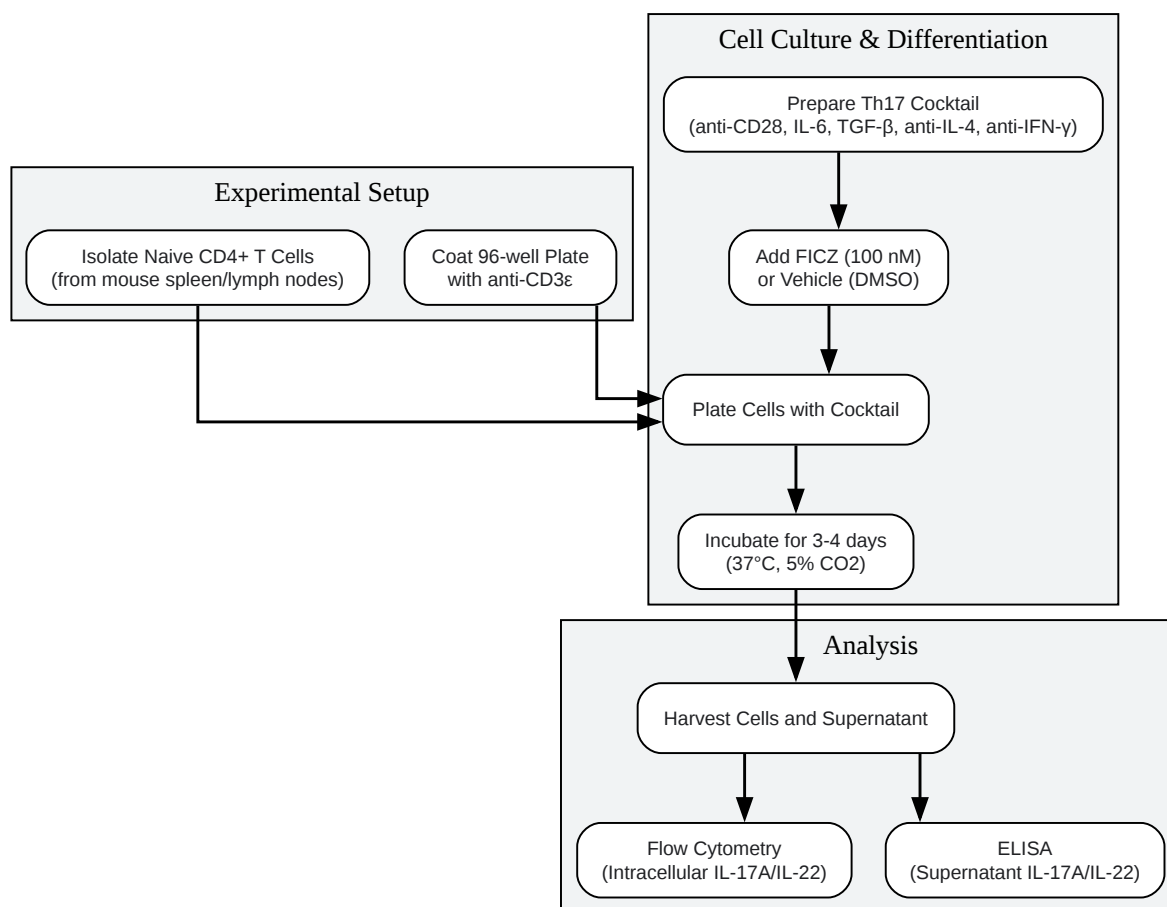 Cell Culture & Differentiation
Prepare Th17 Cocktail
(anti-CD28, IL-6, TGF-β, anti-IL-4, anti-IFN-γ)
Experimental Setup
Isolate Naive CD4+ T Cells
(from mouse spleen/lymph nodes)
Coat 96-well Plate
with anti-CD3ε
Add FICZ (100 nM)
or Vehicle (DMSO)
Plate Cells with Cocktail
Incubate for 3-4 days
(37°C, 5% CO2)
Analysis
Harvest Cells and Supernatant
Flow Cytometry
(Intracellular IL-17A/IL-22)
ELISA
(Supernatant IL-17A/IL-22)